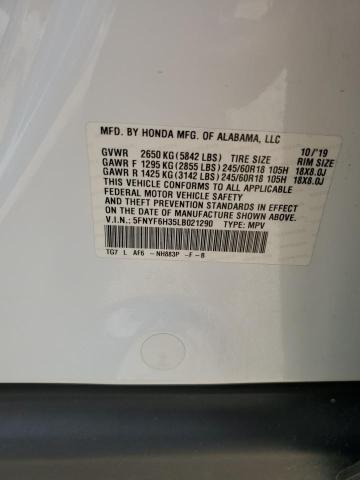 MFD. BY HONDA MFG. OF ALABAMA, LLC 10/'19
GVWR 2650 KG (5842 LBS) TIRE SIZE RIM SIZE
GAWR F 1295 KG (2855 LBS) 245/60R18 105H 18X8.0J
GAWR R 1425 KG (3142 LBS) 245/60R18 105H 18X8.0J
THIS VEHICLE CONFORMS TO ALL APPLICABLE
FEDERAL MOTOR VEHICLE SAFETY, BUMPER,
AND THEFT PREVENTION STANDARDS IN EFFECT
ON THE DATE OF MANUFACTURE SHOWN ABOVE.
V.I.N.: 5FNYF6H35LB021290 TYPE: MPV
TG7 L AF6 -NH883P -F-B